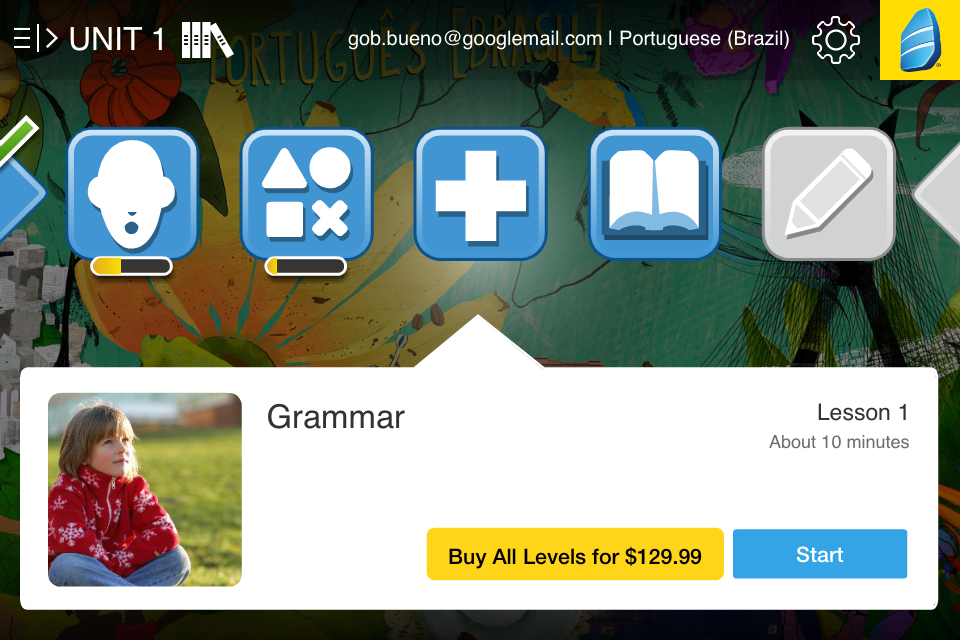 UNIT 1
gob.bueno@googlemail.com | Portuguese (Brazil)
PORTUGUÊS [BRASIL]
Grammar
Lesson 1
About 10 minutes
Buy All Levels for $129.99
Start